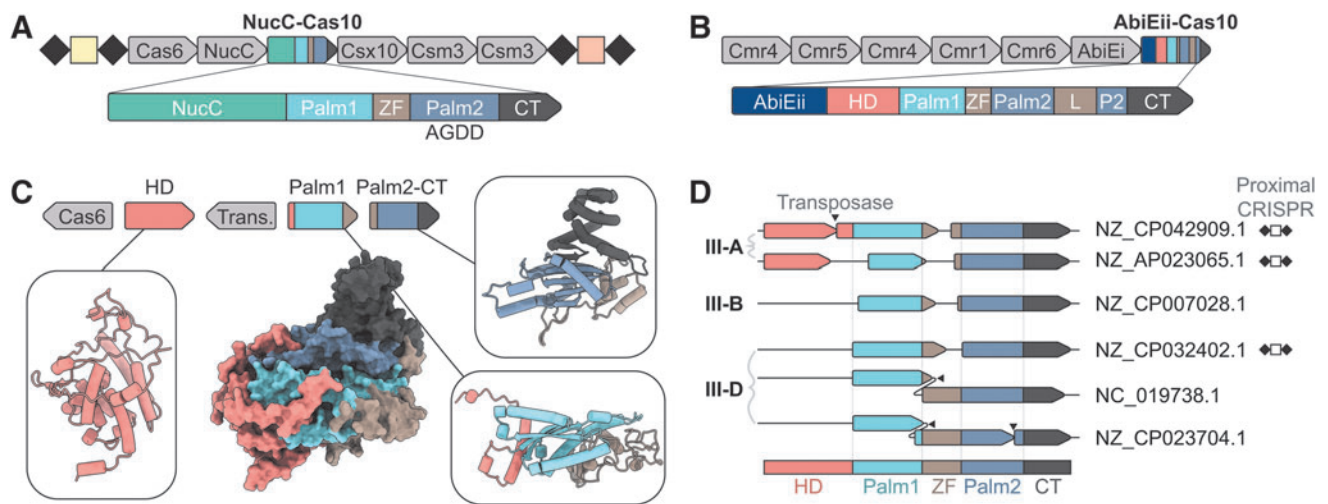 A
NucC-Cas10
Cas6 NucC Csx10 Csm3 Csm3
NucC Palm1 ZF Palm2 CT
AGDD
B
AbiEii-Cas10
Cmr4 Cmr5 Cmr4 Cmr1 Cmr6 AbiEi
AbiEii HD Palm1 ZF Palm2 L P2 CT
C
HD Palm1 Palm2-CT
Cas6 Trans.
D
Proximal
CRISPR
Transposase
III-A
NZ_CP042909.1
NZ_AP023065.1
III-B
NZ_CP007028.1
III-D
NZ_CP032402.1
NC_019738.1
NZ_CP023704.1
HD Palm1 ZF Palm2 CT